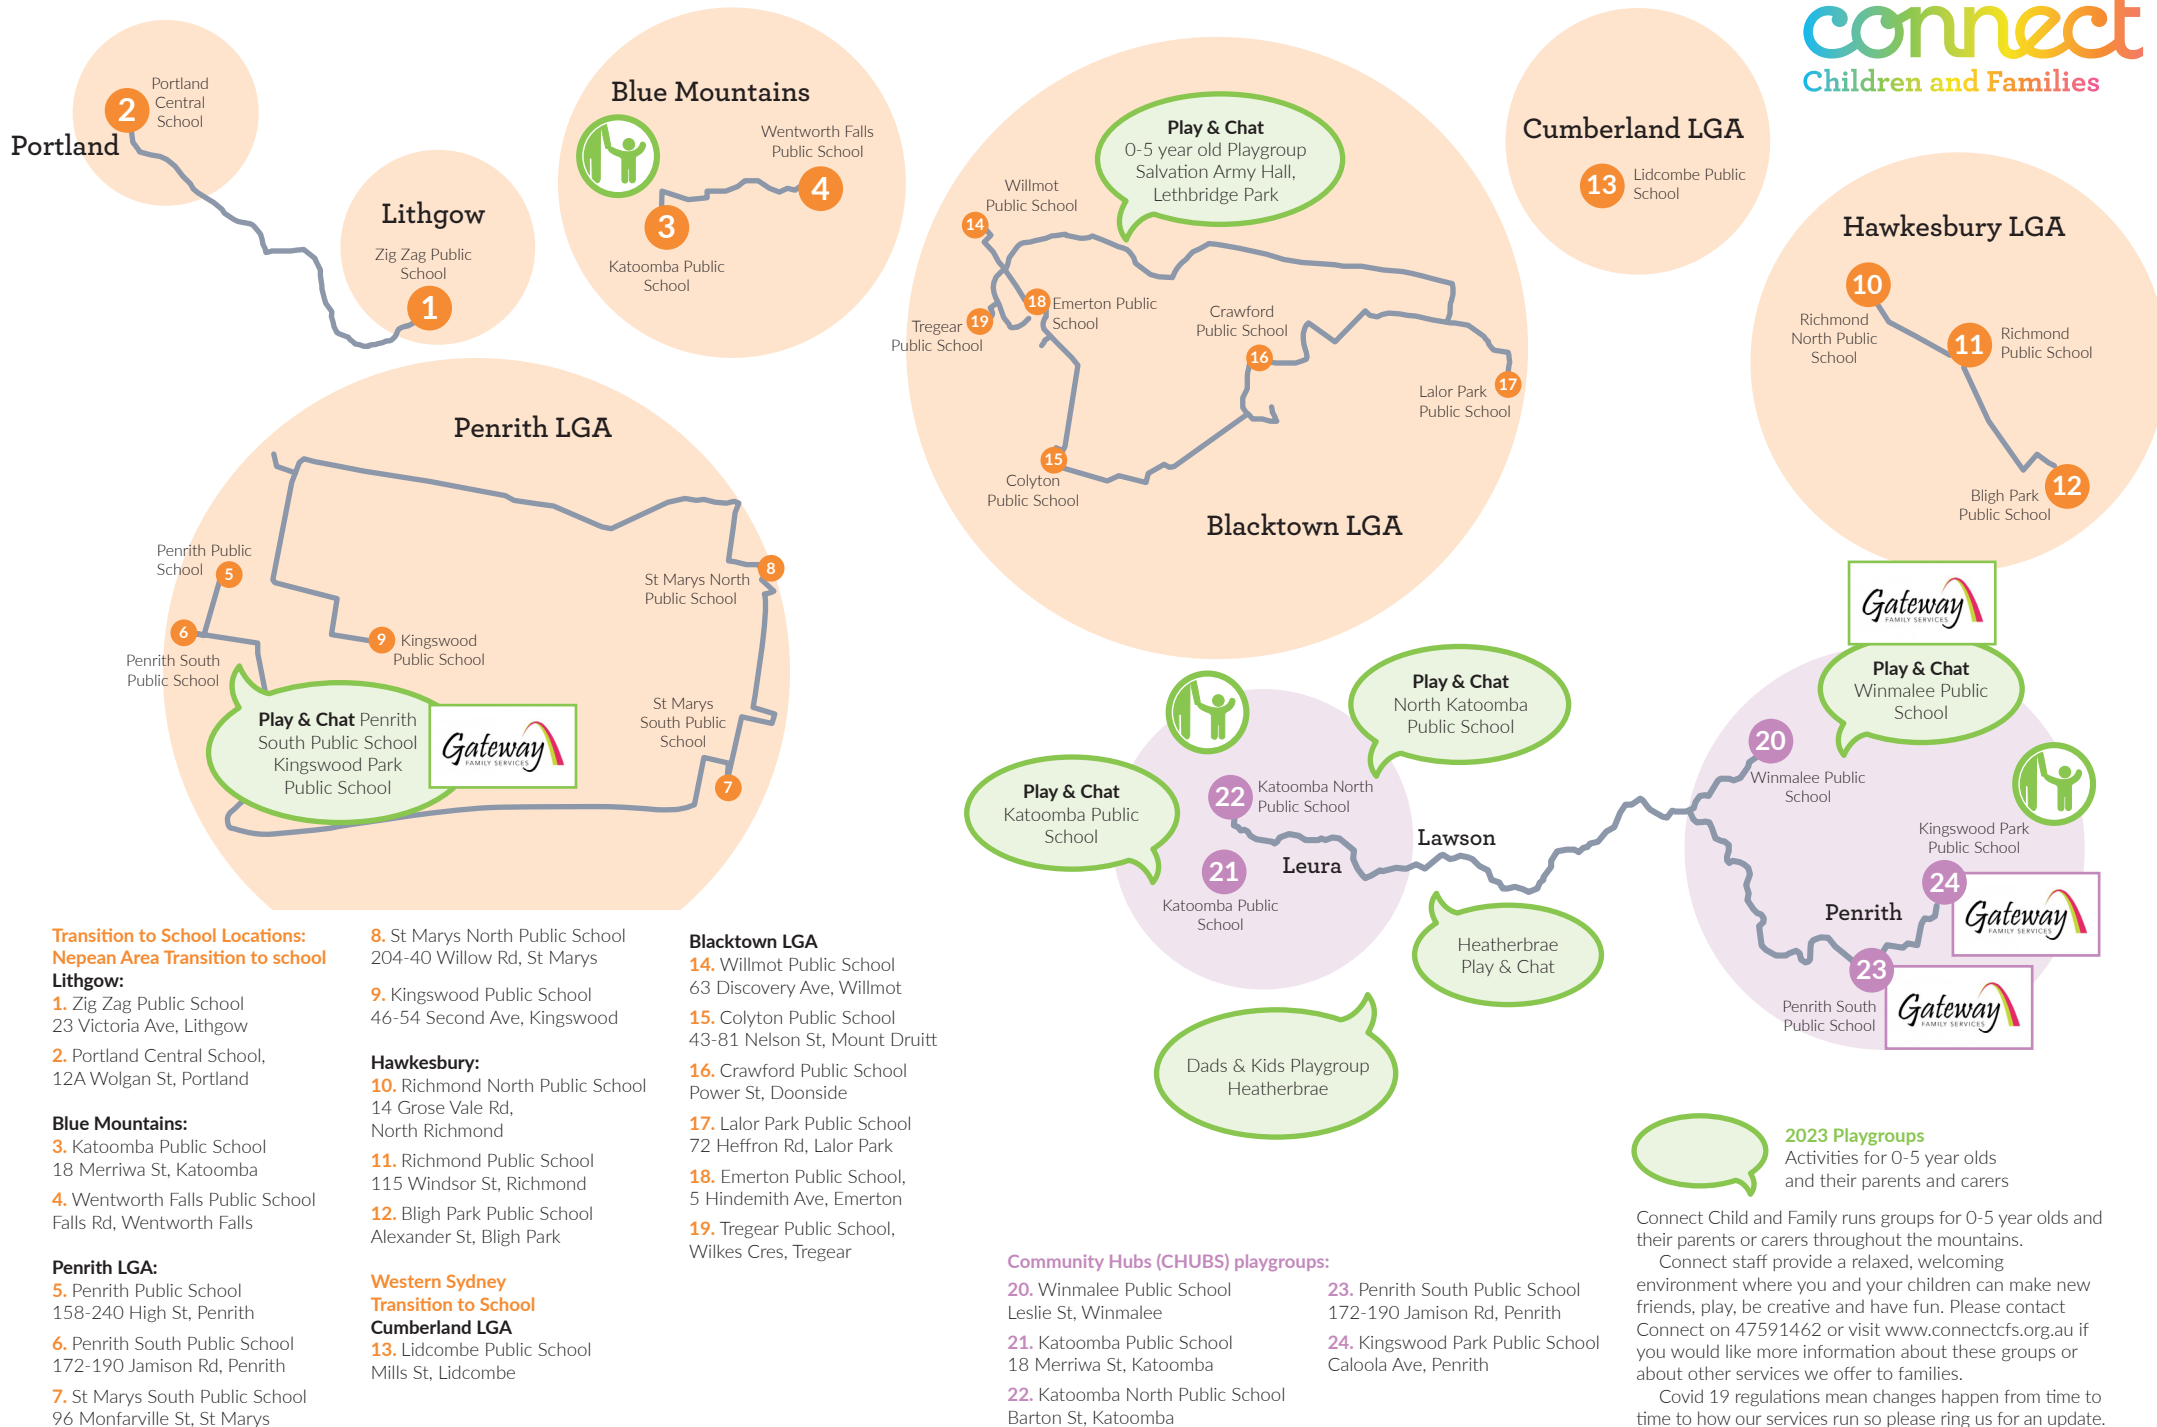 connect
Children and Families
Portland
2
Portland
Central
School
Lithgow
Zig Zag Public
School
1
Blue Mountains
Wentworth Falls
Public School
4
3
Katoomba Public
School
Play & Chat
0-5 year old Playgroup
Salvation Army Hall,
Lethbridge Park
Willmot
Public School
14
18
Emerton Public
School
Tregear
Public School
19
Crawford
Public School
16
Lalor Park
Public School
17
15
Colyton
Public School
Blacktown LGA
Cumberland LGA
13
Lidcombe Public
School
Hawkesbury LGA
10
Richmond
North Public
School
11
Richmond
Public School
Bligh Park
Public School
12
Penrith LGA
Penrith Public
School
5
6
Penrith South
Public School
9
Kingswood
Public School
St Marys North
Public School
8
St Marys
South Public
School
7
Play & Chat Penrith
South Public School
Kingswood Park
Public School
Gateway
FAMILY SERVICES
Play & Chat
North Katoomba
Public School
Play & Chat
Katoomba Public
School
22
Katoomba North
Public School
21
Katoomba Public
School
Leura
Lawson
Heatherbrae
Play & Chat
Dads & Kids Playgroup
Heatherbrae
Gateway
FAMILY SERVICES
Play & Chat
Winmalee Public
School
20
Winmalee Public
School
Kingswood Park
Public School
24
Gateway
FAMILY SERVICES
Penrith
23
Penrith South
Public School
Gateway
FAMILY SERVICES
Transition to School Locations:
Nepean Area Transition to school
Lithgow:
1. Zig Zag Public School
23 Victoria Ave, Lithgow
2. Portland Central School,
12A Wolgan St, Portland
Blue Mountains:
3. Katoomba Public School
18 Merriwa St, Katoomba
4. Wentworth Falls Public School
Falls Rd, Wentworth Falls
Penrith LGA:
5. Penrith Public School
158-240 High St, Penrith
6. Penrith South Public School
172-190 Jamison Rd, Penrith
7. St Marys South Public School
96 Monfarville St, St Marys
8. St Marys North Public School
204-40 Willow Rd, St Marys
9. Kingswood Public School
46-54 Second Ave, Kingswood
Hawkesbury:
10. Richmond North Public School
14 Grose Vale Rd,
North Richmond
11. Richmond Public School
115 Windsor St, Richmond
12. Bligh Park Public School
Alexander St, Bligh Park
Western Sydney
Transition to School
Cumberland LGA
13. Lidcombe Public School
Mills St, Lidcombe
Blacktown LGA
14. Willmot Public School
63 Discovery Ave, Willmot
15. Colyton Public School
43-81 Nelson St, Mount Druitt
16. Crawford Public School
Power St, Doonside
17. Lalor Park Public School
72 Heffron Rd, Lalor Park
18. Emerton Public School,
5 Hindemith Ave, Emerton
19. Tregear Public School,
Wilkes Cres, Tregear
Community Hubs (CHUBS) playgroups:
20. Winmalee Public School
Leslie St, Winmalee
21. Katoomba Public School
18 Merriwa St, Katoomba
22. Katoomba North Public School
Barton St, Katoomba
23. Penrith South Public School
172-190 Jamison Rd, Penrith
24. Kingswood Park Public School
Caloola Ave, Penrith
2023 Playgroups
Activities for 0-5 year olds
and their parents and carers
Connect Child and Family runs groups for 0-5 year olds and
their parents or carers throughout the mountains.
Connect staff provide a relaxed, welcoming
environment where you and your children can make new
friends, play, be creative and have fun. Please contact
Connect on 47591462 or visit www.connectcfs.org.au if
you would like more information about these groups or
about other services we offer to families.
Covid 19 regulations mean changes happen from time to
time to how our services run so please ring us for an update.